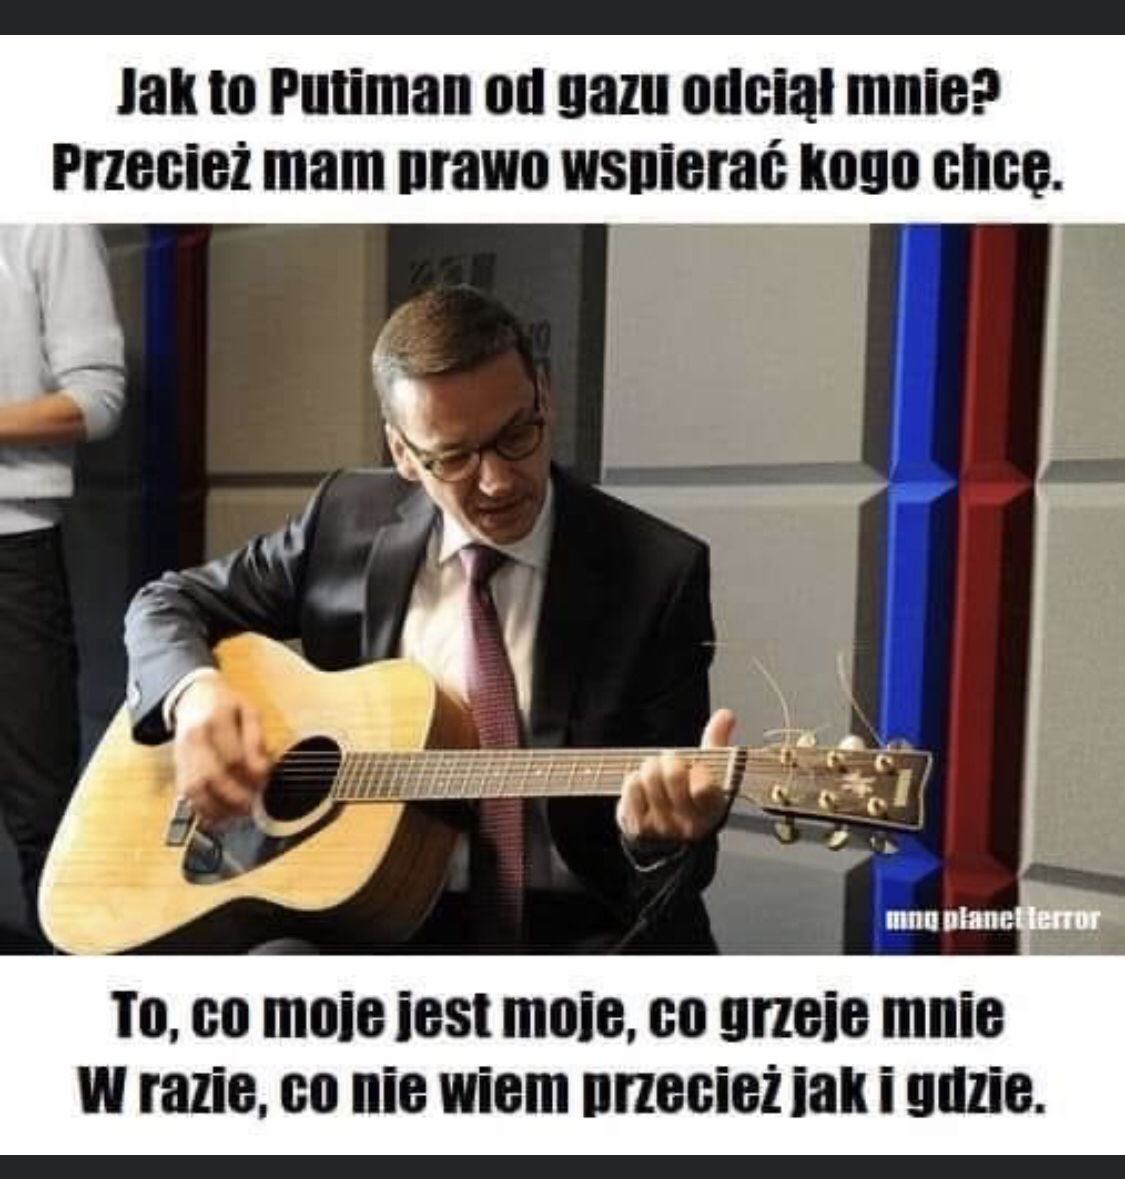 Jak to Putiman od gazu odciął mnie?
Przecież mam prawo wspierać kogo chcę.
mnq planet terror
To, co moje jest moje, co grzeje mnie
W razie, co nie wiem przecież jak i gdzie.